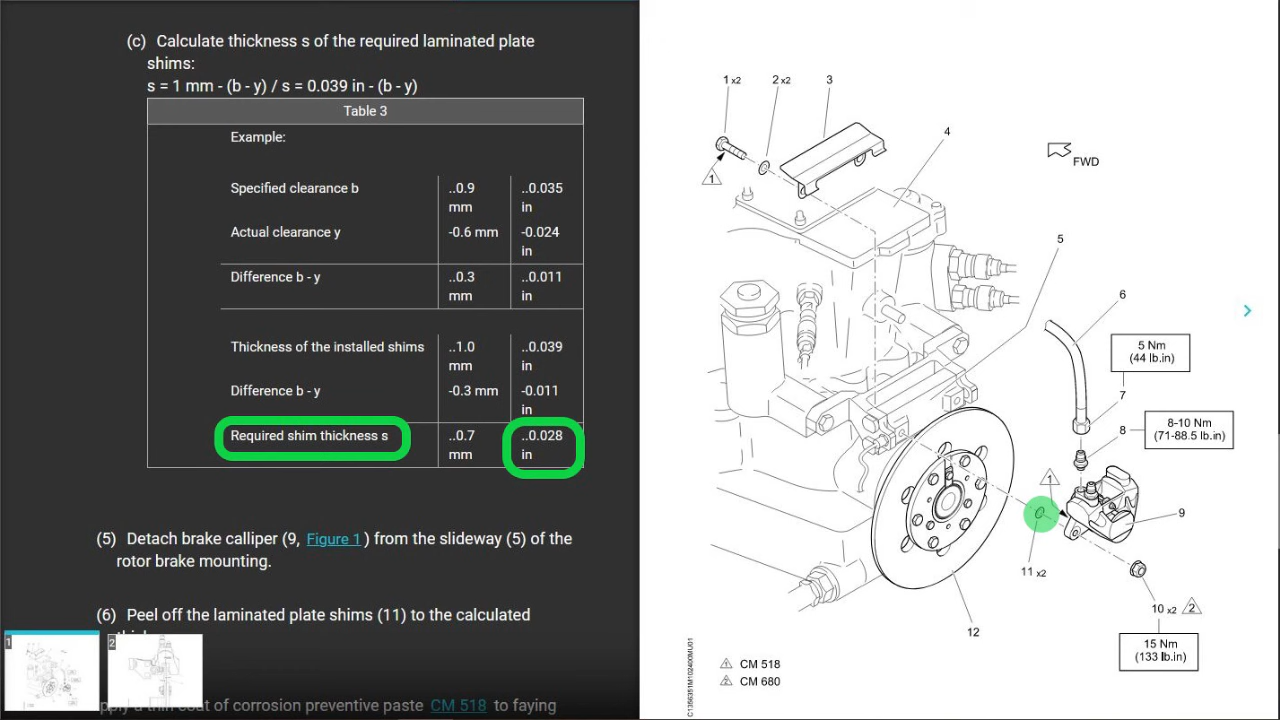 (c) Calculate thickness s of the required laminated plate
shims:
s = 1 mm - (b - y) / s = 0.039 in - (b - y)
Table 3
Example:
Specified clearance b ..0.9 mm ..0.035 in
Actual clearance y -0.6 mm -0.024 in
Difference b - y ..0.3 mm ..0.011 in
Thickness of the installed shims ..1.0 mm ..0.039 in
Difference b - y -0.3 mm -0.011 in
Required shim thickness s ..0.7 mm ..0.028 in
(5) Detach brake calliper (9, Figure 1 ) from the slideway (5) of the
rotor brake mounting.
(6) Peel off the laminated plate shims (11) to the calculated
of corrosion preventive paste CM 518 to faying
1
2
1 x2
2 x2
3
4
FWD
1
5
6
5 Nm
(44 lb.in)
7
8
8-10 Nm
(71-88.5 lb.in)
1
9
11 x2
10 x2 2
12
15 Nm
(133 lb.in)
1 CM 518
2 CM 680